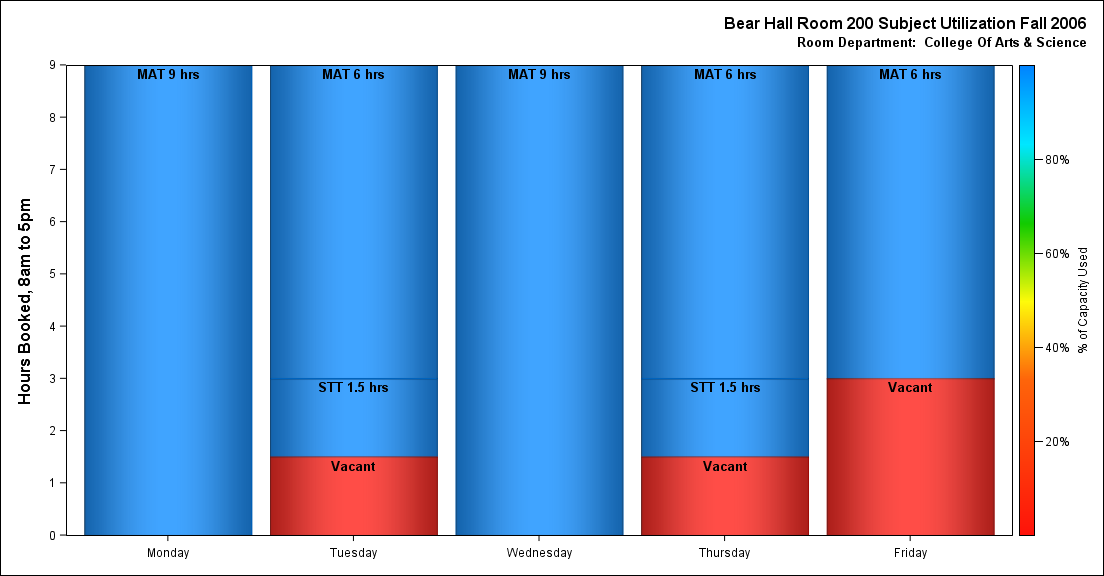 Bear Hall Room 200 Subject Utilization Fall 2006
Room Department:  College Of Arts & Science
Hours Booked, 8am to 5pm
9
8
7
6
5
4
3
2
1
0
MAT 9 hrs
MAT 6 hrs
MAT 9 hrs
MAT 6 hrs
MAT 6 hrs
STT 1.5 hrs
STT 1.5 hrs
Vacant
Vacant
Vacant
Monday
Tuesday
Wednesday
Thursday
Friday
80%
60%
40%
20%
% of Capacity Used